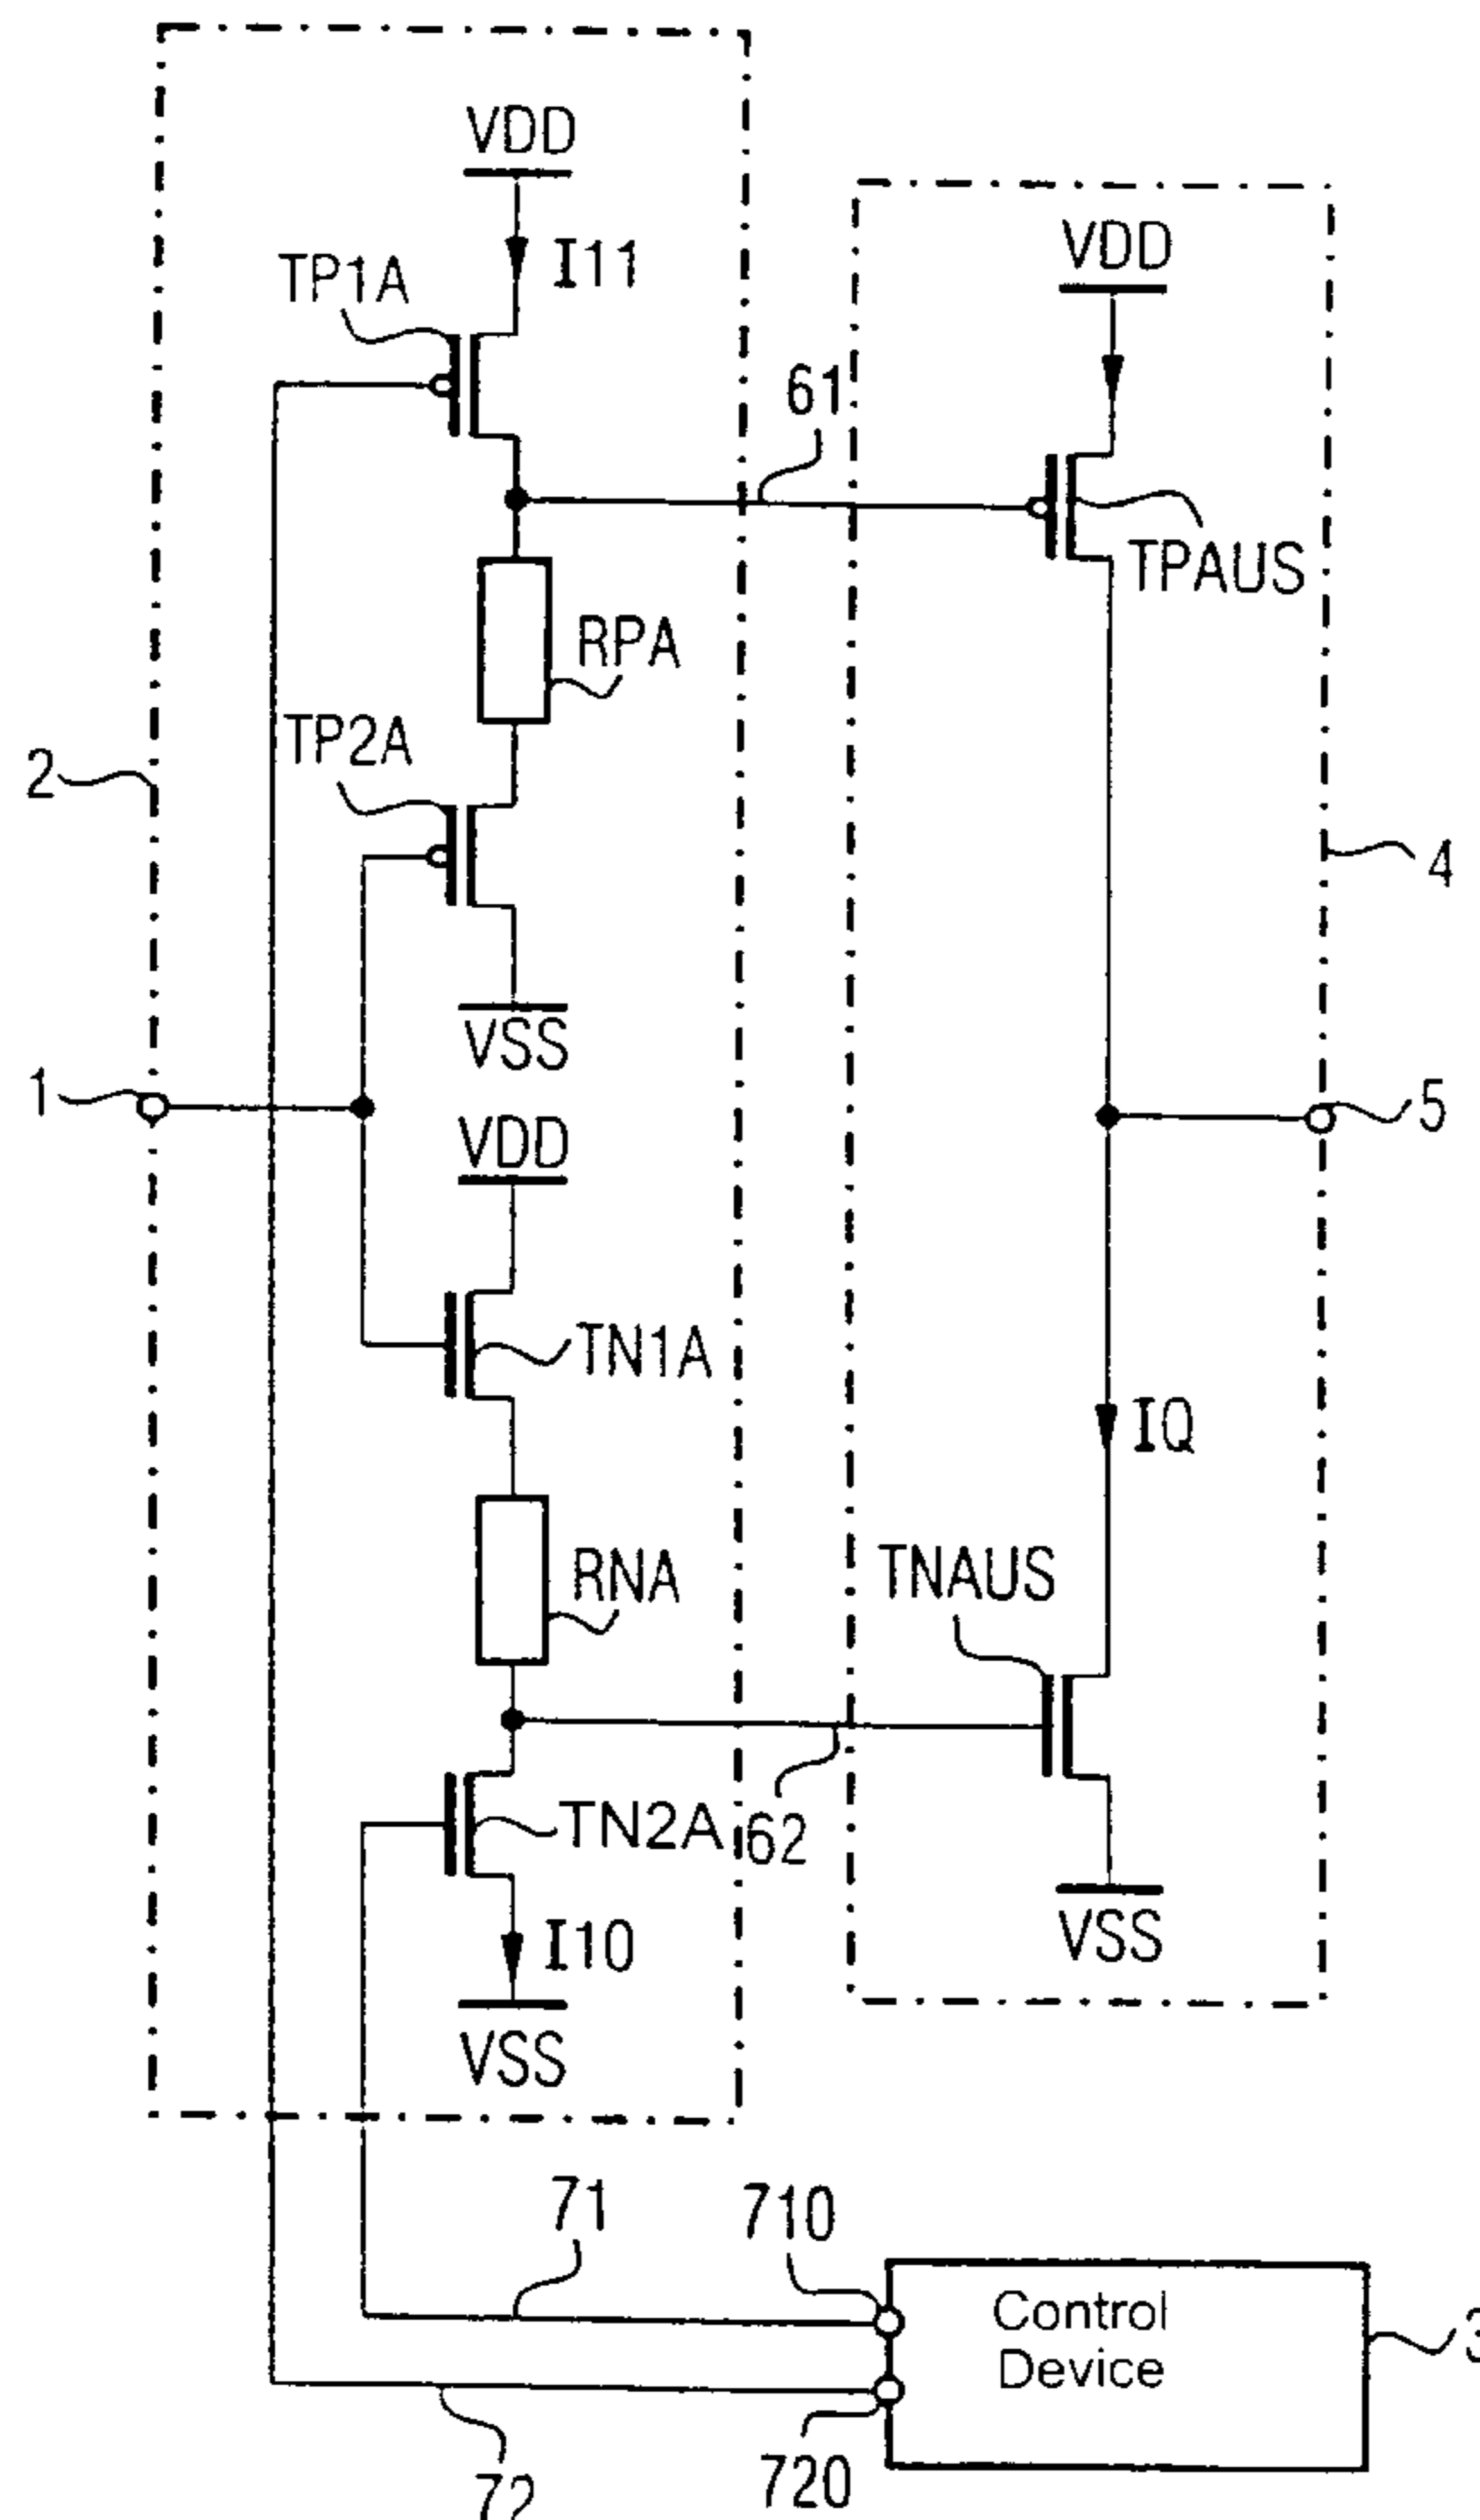 VDD
I11
VDD
TP1A
61
TPAUS
RPA
TP2A
2
4
VSS
1
5
VDD
TN1A
IQ
RNA
TNAUS
TN2A
62
I10
VSS
VSS
71
710
Control
Device
3
720
72